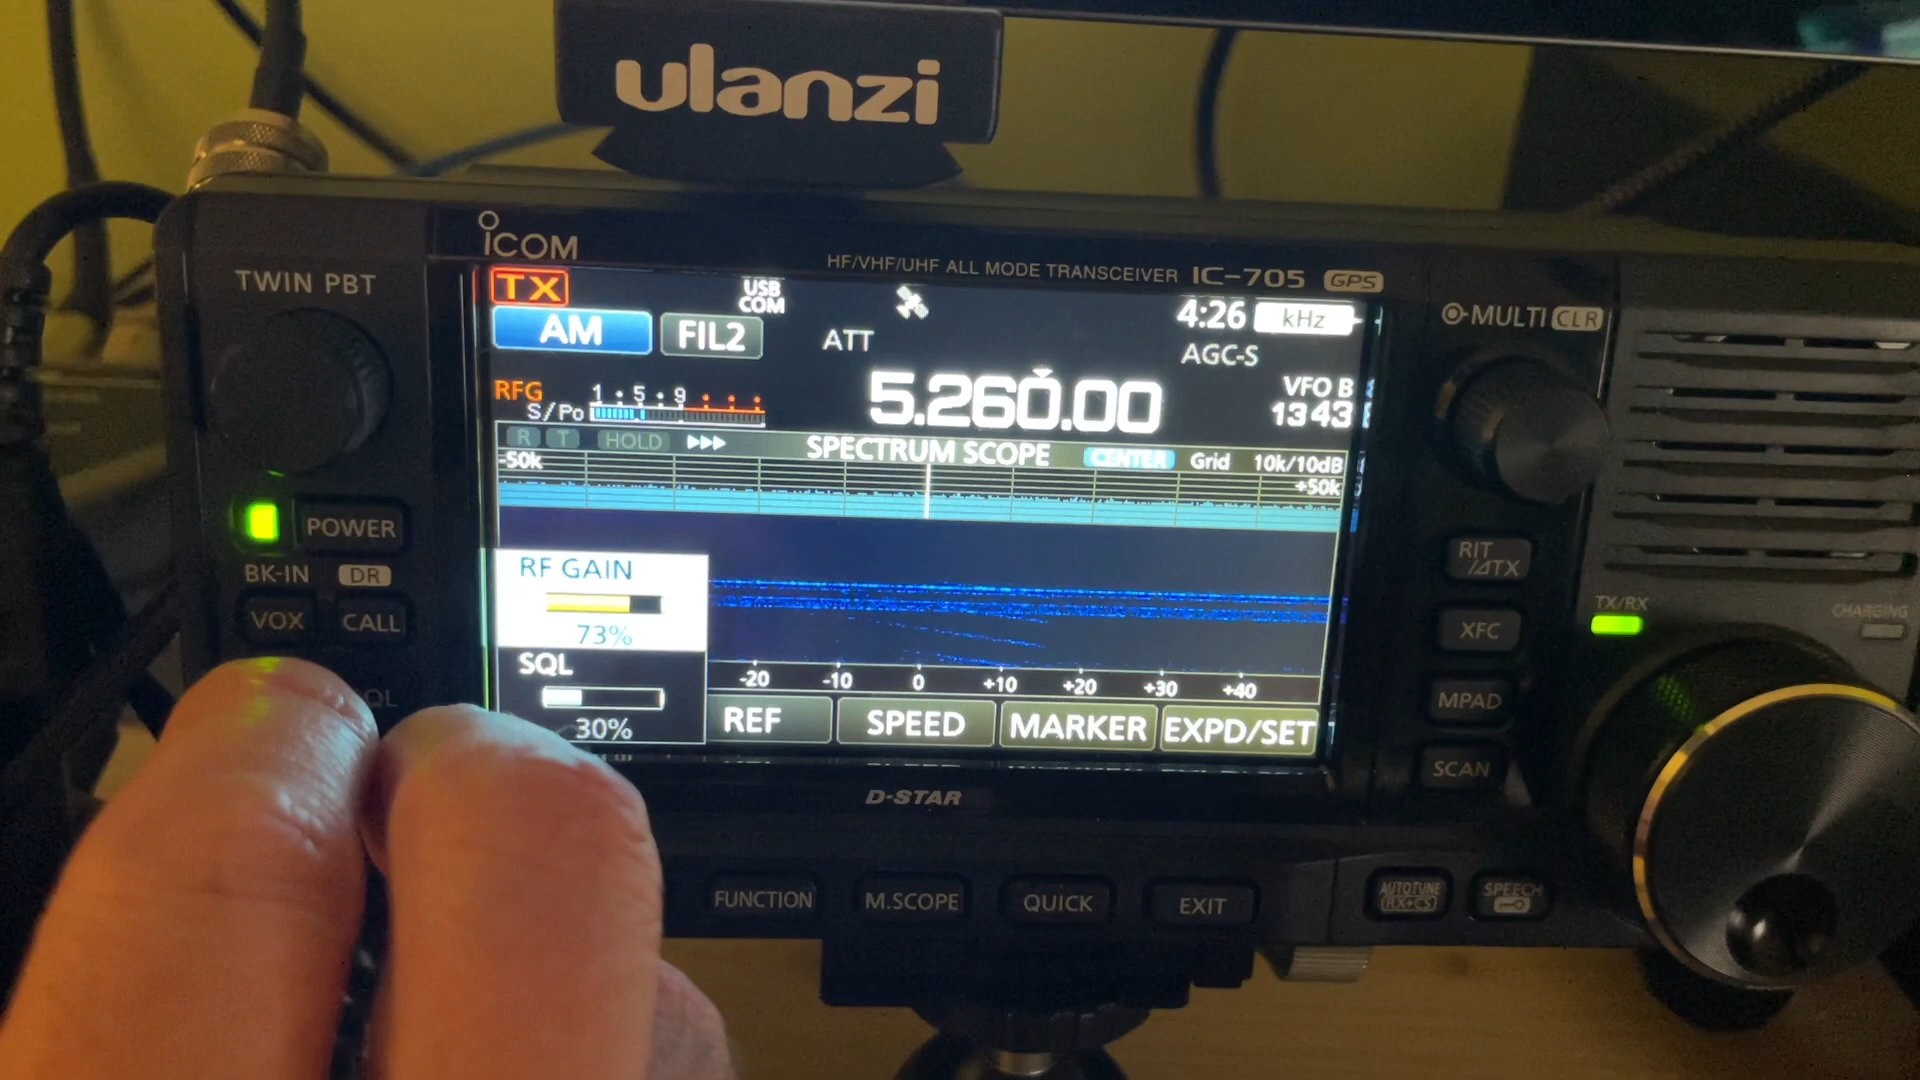 ulanzi
ICOM
HF/VHF/UHF ALL MODE TRANSCEIVER IC-705 GPS
TWIN PBT
MULTI CLR
TX
USB
COM
4:26 kHz
AM FIL2 ATT
AGC-S
RFG
1 • 5 • 9
S/Po
5.260.00
VFO B
1343
R T HOLD
SPECTRUM SCOPE CENTER Grid 10k/10dB
-50k
+50k
POWER
BK-IN DR
VOX CALL
RF GAIN
73%
SQL
30%
-20 -10 0 +10 +20 +30 +40
REF SPEED MARKER EXPD/SET
D-STAR
FUNCTION M.SCOPE QUICK EXIT
AUTOTUNE
RX→CS
SPEECH
RIT
/ΔTX
XFC
MPAD
SCAN
TX/RX
CHARGING